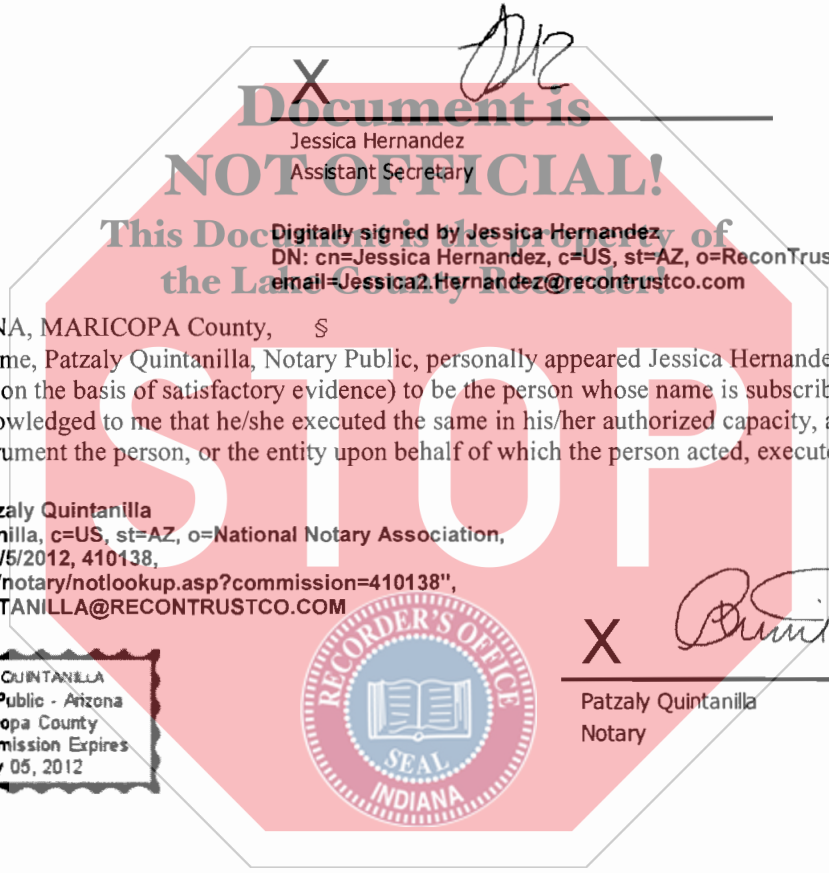 X
Document is
Jessica Hernandez
NOT OFFICIAL!
Assistant Secretary
This Document is the property of
Digitally signed by Jessica Hernandez
DN: cn=Jessica Hernandez, c=US, st=AZ, o=ReconTrus
the Lake County Recorder!
email=Jessica2.Hernandez@recontrustco.com
NA, MARICOPA County, §
me, Patzaly Quintanilla, Notary Public, personally appeared Jessica Hernande
on the basis of satisfactory evidence) to be the person whose name is subscrib
owledged to me that he/she executed the same in his/her authorized capacity, a
rument the person, or the entity upon behalf of which the person acted, execute
STOP
zaly Quintanilla
nilla, c=US, st=AZ, o=National Notary Association,
/5/2012, 410138,
/notary/notlookup.asp?commission=410138",
TANILLA@RECONTRUSTCO.COM
RECORDER'S OFFICE
SEAL
INDIANA
X
Patzaly Quintanilla
Notary
QUINTANILLA
Public - Arizona
opa County
mission Expires
05, 2012